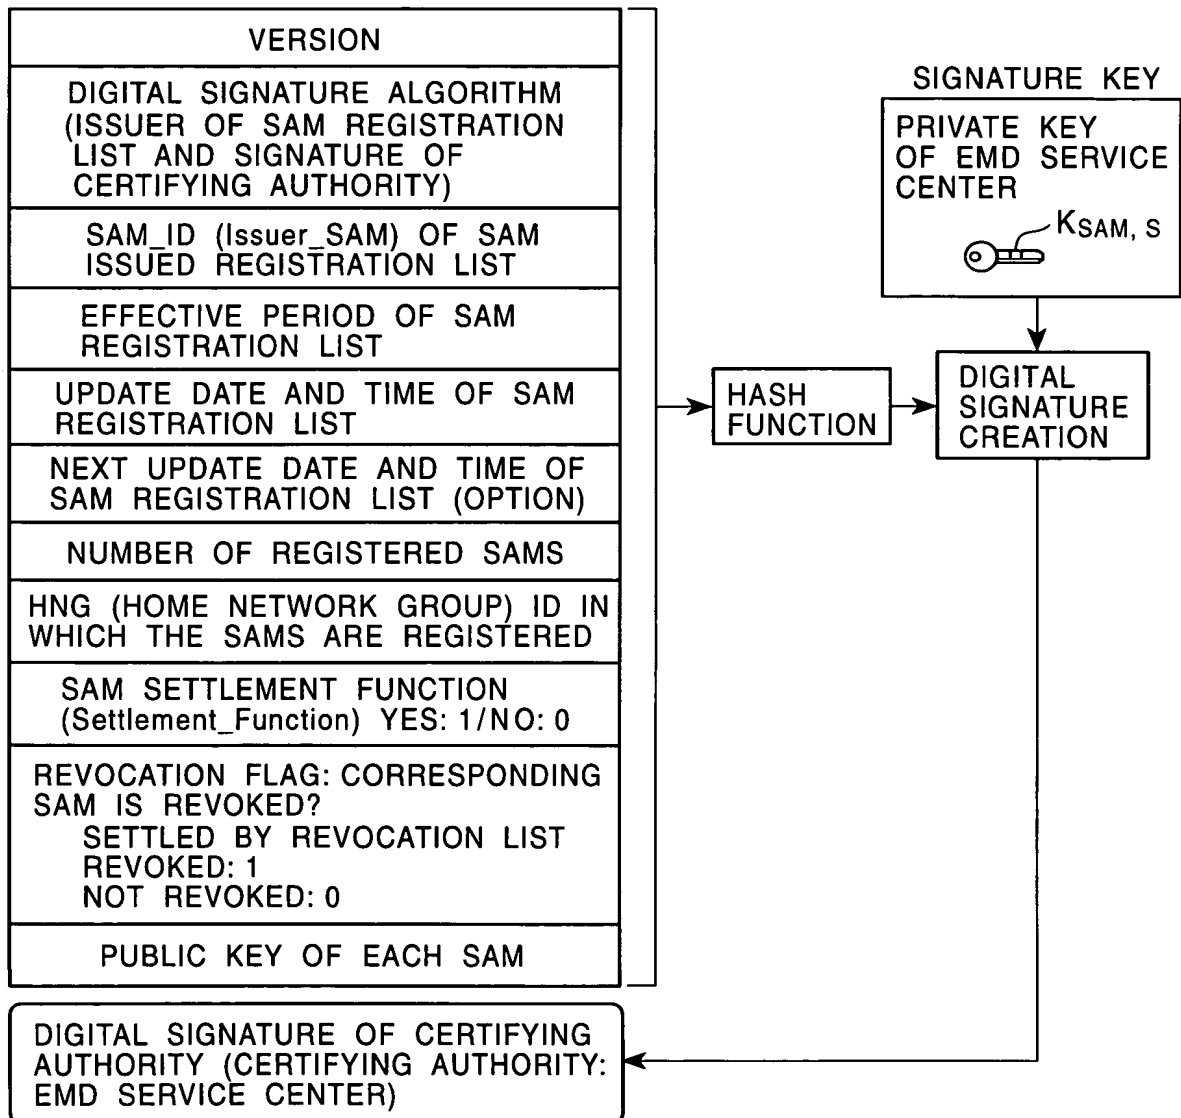 VERSION
DIGITAL SIGNATURE ALGORITHM
(ISSUER OF SAM REGISTRATION
LIST AND SIGNATURE OF
CERTIFYING AUTHORITY)
SAM_ID (Issuer_SAM) OF SAM
ISSUED REGISTRATION LIST
EFFECTIVE PERIOD OF SAM
REGISTRATION LIST
UPDATE DATE AND TIME OF SAM
REGISTRATION LIST
NEXT UPDATE DATE AND TIME OF
SAM REGISTRATION LIST (OPTION)
NUMBER OF REGISTERED SAMS
HNG (HOME NETWORK GROUP) ID IN
WHICH THE SAMS ARE REGISTERED
SAM SETTLEMENT FUNCTION
(Settlement_Function) YES: 1/NO: 0
REVOCATION FLAG: CORRESPONDING
SAM IS REVOKED?
SETTLED BY REVOCATION LIST
REVOKED: 1
NOT REVOKED: 0
PUBLIC KEY OF EACH SAM
DIGITAL SIGNATURE OF CERTIFYING
AUTHORITY (CERTIFYING AUTHORITY:
EMD SERVICE CENTER)
HASH
FUNCTION
SIGNATURE KEY
PRIVATE KEY
OF EMD SERVICE
CENTER
KSAM, S
DIGITAL
SIGNATURE
CREATION